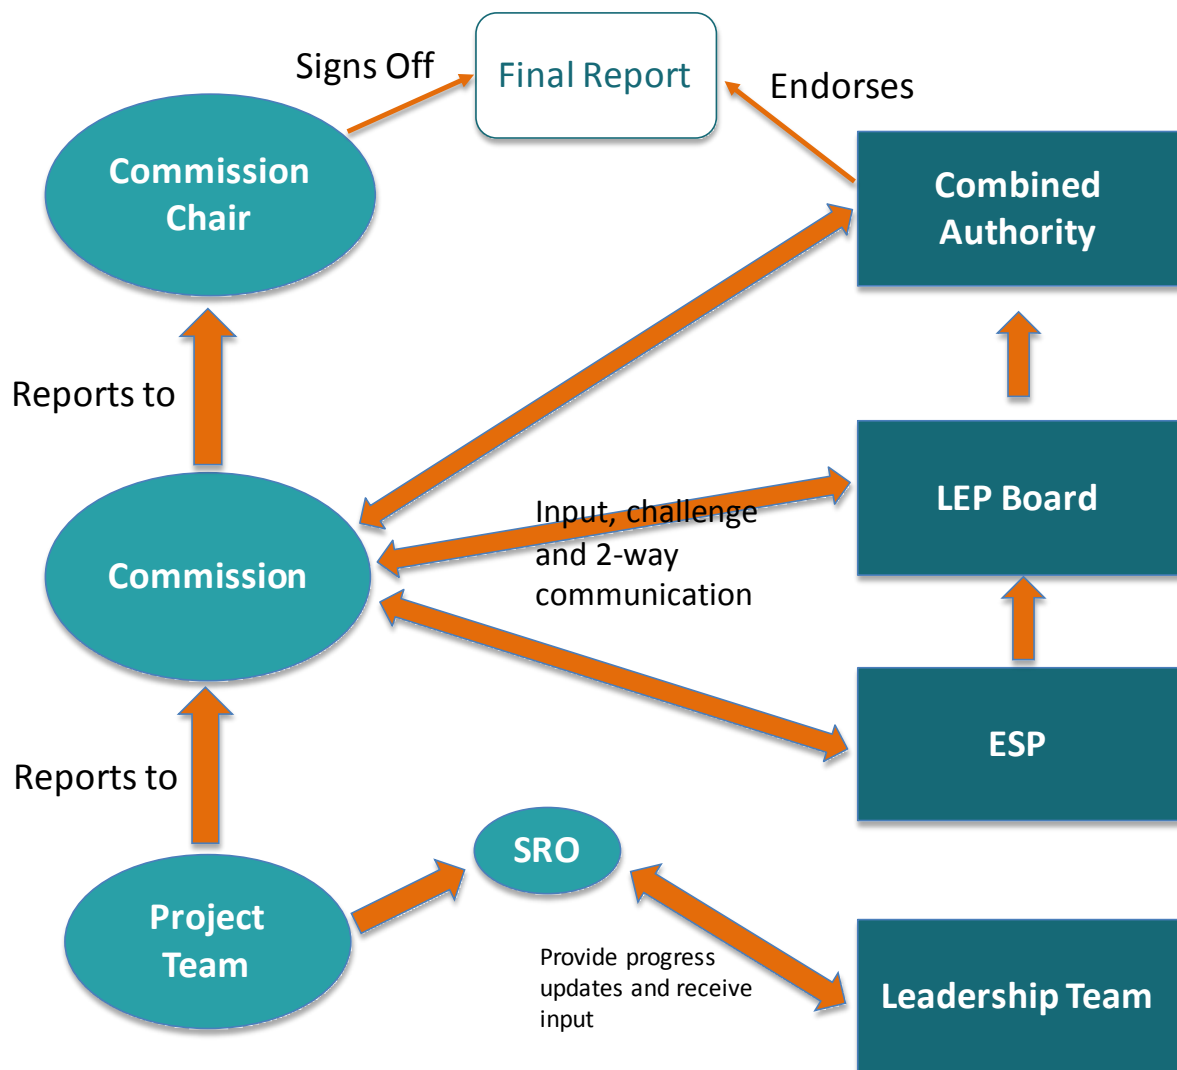 Signs Off
Final Report
Endorses
Commission
Chair
Combined
Authority
Reports to
Input, challenge
and 2-way
communication
LEP Board
Commission
ESP
Reports to
SRO
Project
Team
Provide progress
updates and receive
input
Leadership Team